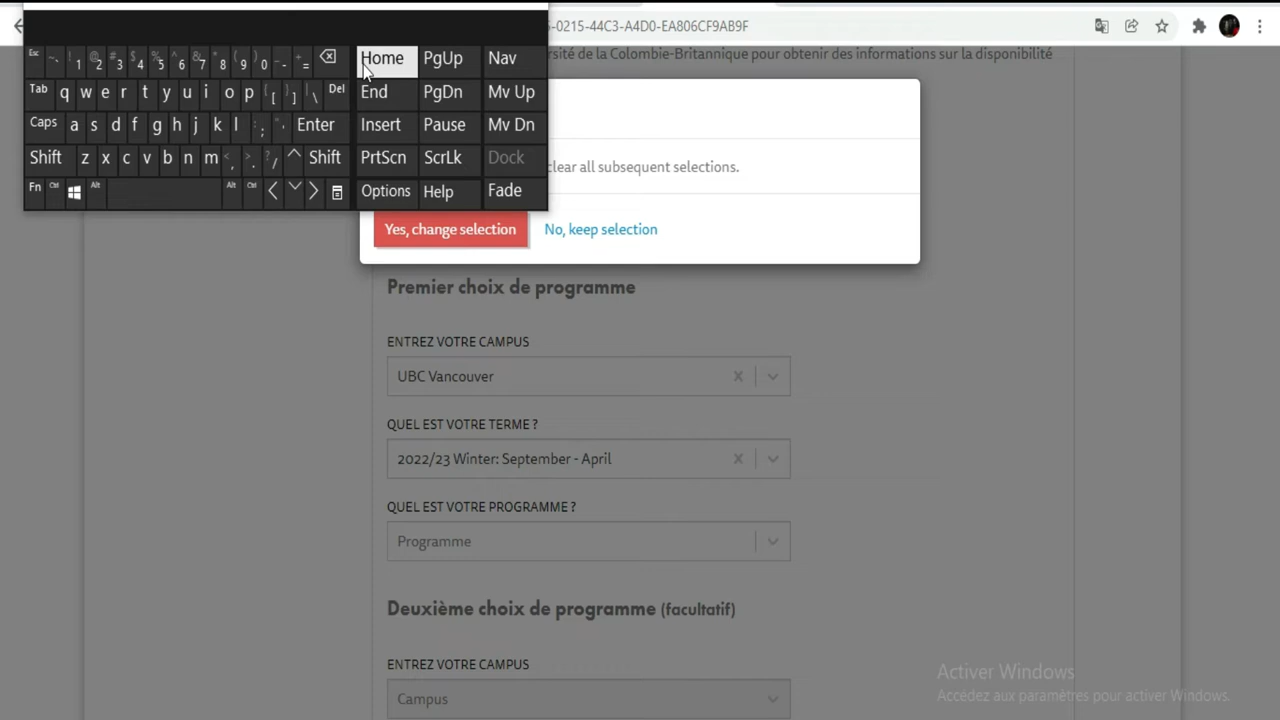 5-0215-44C3-A4D0-EA806CF9AB9F
rsité de la Colombie-Britannique pour obtenir des informations sur la disponibilité
Esc ~ ` ! 1 @ 2 # 3 $ 4 % 5 ^ 6 & 7 * 8 ( 9 ) 0 _ - + = Home PgUp Nav
Tab q w e r t y u i o p { [ } ] | \ Del End PgDn Mv Up
Caps a s d f g h j k l : ; " ' Enter Insert Pause Mv Dn
Shift z x c v b n m < , > . ? / Shift PrtScn ScrLk Dock
Fn Ctrl Alt Alt Ctrl Options Help Fade
clear all subsequent selections.
Yes, change selection No, keep selection
Premier choix de programme
ENTREZ VOTRE CAMPUS
UBC Vancouver
QUEL EST VOTRE TERME ?
2022/23 Winter: September - April
QUEL EST VOTRE PROGRAMME ?
Programme
Deuxième choix de programme (facultatif)
ENTREZ VOTRE CAMPUS
Campus
Activer Windows
Accédez aux paramètres pour activer Windows.